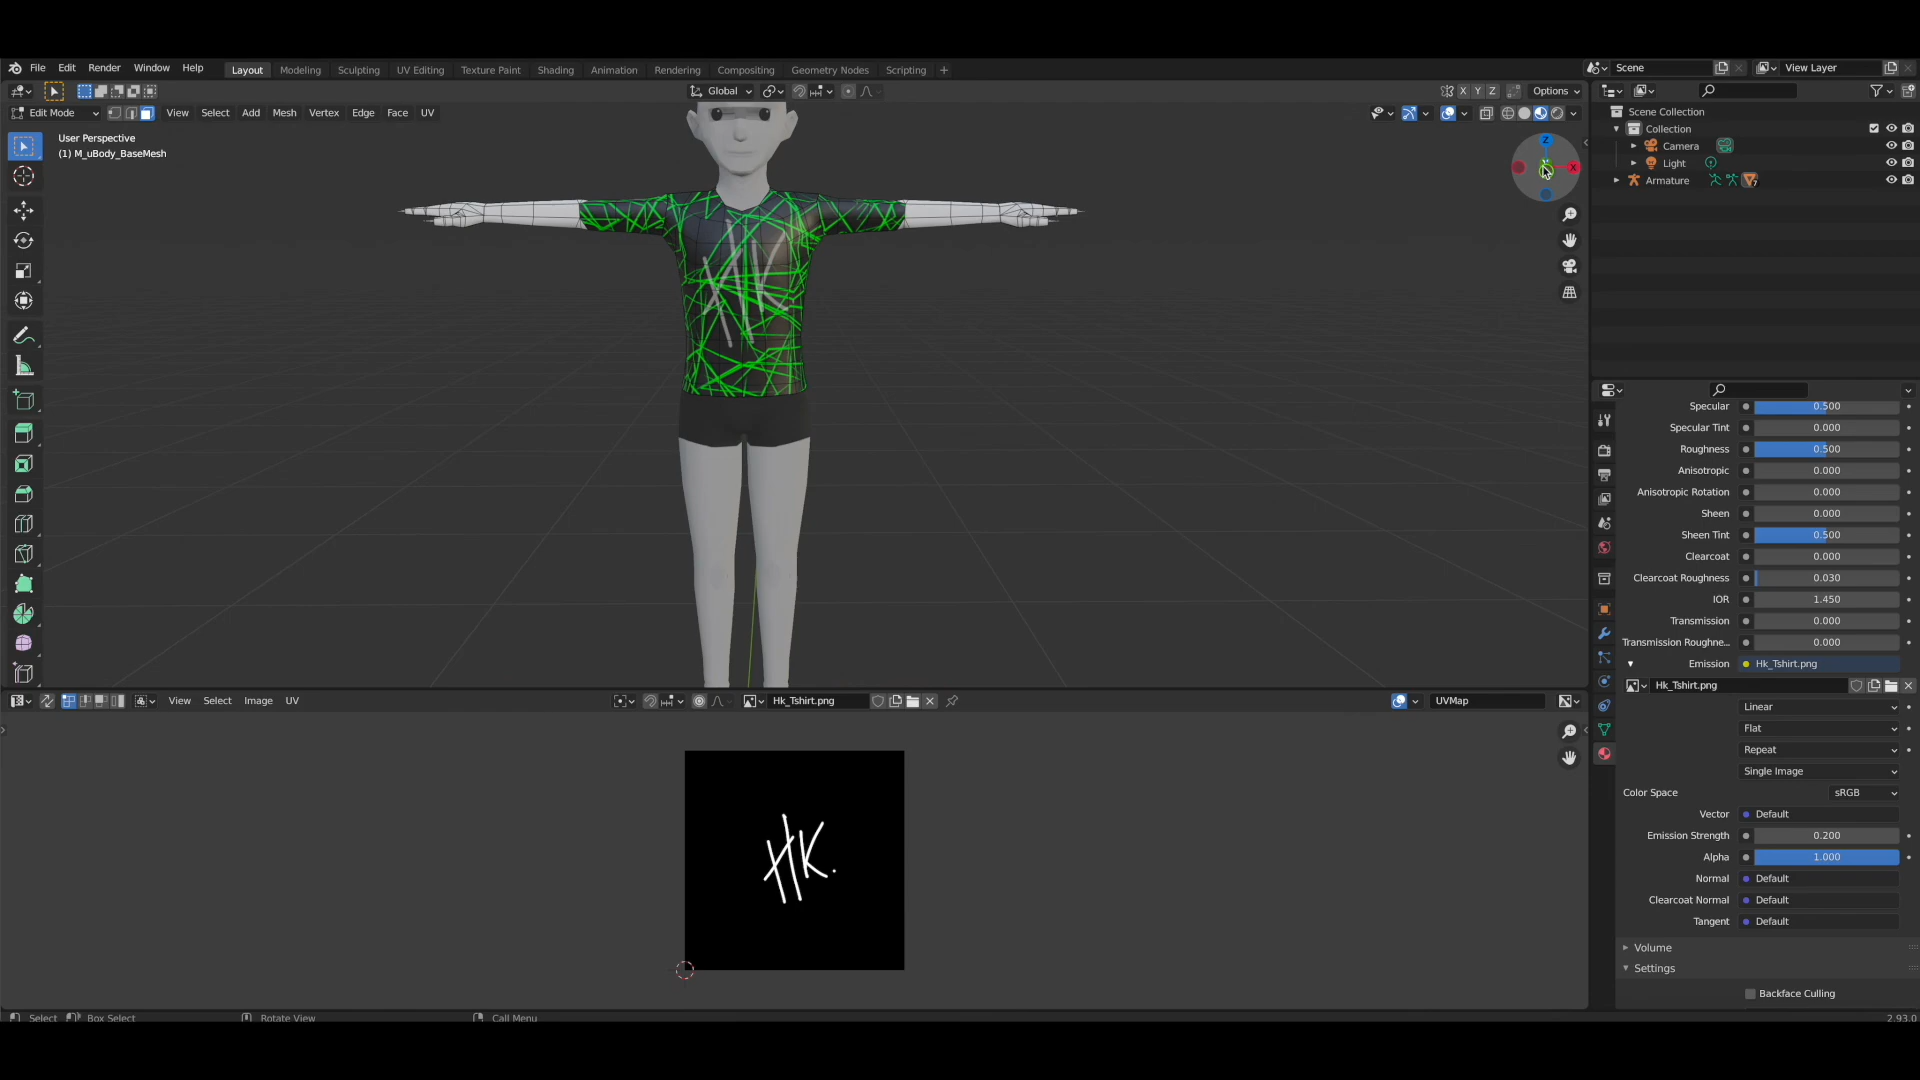 File Edit Render Window Help Layout Modeling Sculpting UV Editing Texture Paint Shading Animation Rendering Compositing Geometry Nodes Scripting + Scene View Layer
Global X Y Z Options
Edit Mode View Select Add Mesh Vertex Edge Face UV
User Perspective
(1) M_uBody_BaseMesh
Z
X
Scene Collection
Collection
Camera
Light
Armature 7
HK
Specular 0.500
Specular Tint 0.000
Roughness 0.500
Anisotropic 0.000
Anisotropic Rotation 0.000
Sheen 0.000
Sheen Tint 0.500
Clearcoat 0.000
Clearcoat Roughness 0.030
IOR 1.450
Transmission 0.000
Transmission Roughne... 0.000
Emission Hk_Tshirt.png
Hk_Tshirt.png
Linear
Flat
Repeat
Single Image
Color Space sRGB
Vector Default
Emission Strength 0.200
Alpha 1.000
Normal Default
Clearcoat Normal Default
Tangent Default
Volume
Settings
Backface Culling
View Select Image UV Hk_Tshirt.png UVMap
HK.
Select Box Select Rotate View Call Menu 2.93.0